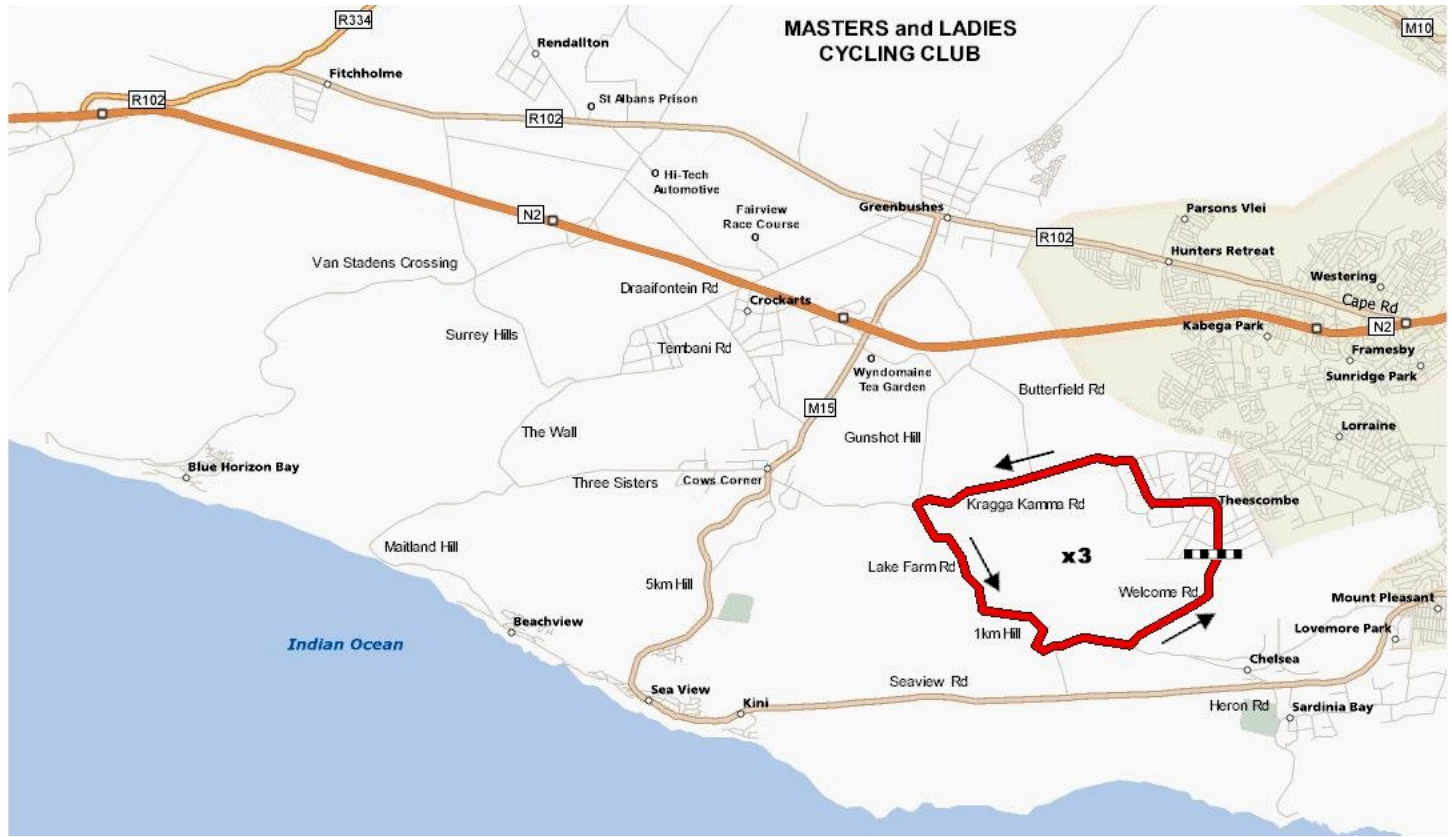 R334
MASTERS and LADIES
CYCLING CLUB
M10
Rendallton
Fitchholme
R102
St Albans Prison
R102
Hi-Tech
Automotive
Fairview
Race Course
Greenbushes
Parsons Vlei
N2
R102
Hunters Retreat
Van Stadens Crossing
Westering
Draaifontein Rd
Crockarts
Cape Rd
Kabega Park
N2
Surrey Hills
Tembani Rd
Framesby
Wyndomaine
Tea Garden
Sunridge Park
Butterfield Rd
M15
The Wall
Gunshot Hill
Lorraine
Blue Horizon Bay
Three Sisters
Cows Corner
Kragga Kamma Rd
Theescombe
Maitland Hill
x3
Lake Farm Rd
5km Hill
Welcome Rd
Mount Pleasant
Beachview
1km Hill
Lovemore Park
Indian Ocean
Chelsea
Seaview Rd
Sea View
Kini
Heron Rd
Sardinia Bay